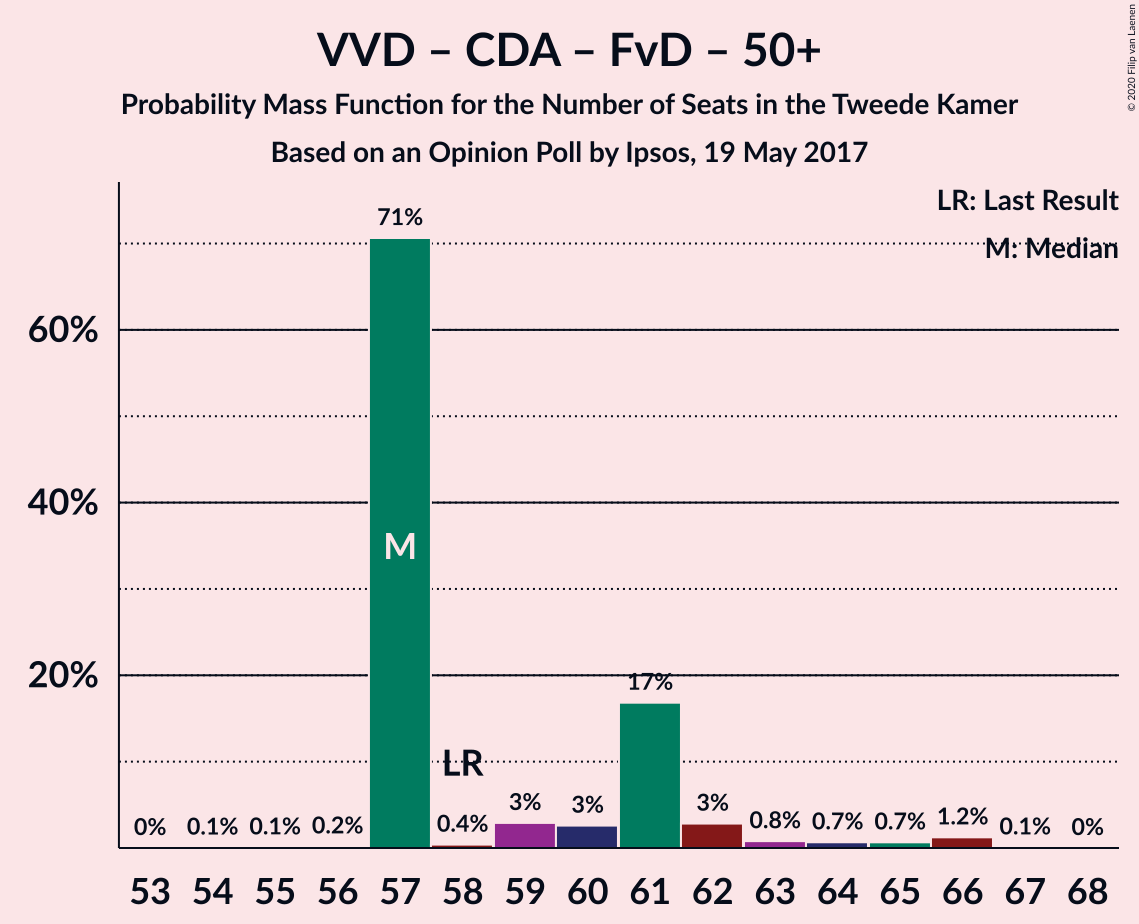 VVD – CDA – FvD – 50+
Probability Mass Function for the Number of Seats in the Tweede Kamer
Based on an Opinion Poll by Ipsos, 19 May 2017
© 2020 Filip van Laenen
LR: Last Result
M: Median
60%
40%
20%
0%
0.1%
0.1%
0.2%
71%
M
0.4%
LR
3%
3%
17%
3%
0.8%
0.7%
0.7%
1.2%
0.1%
0%
53 54 55 56 57 58 59 60 61 62 63 64 65 66 67 68